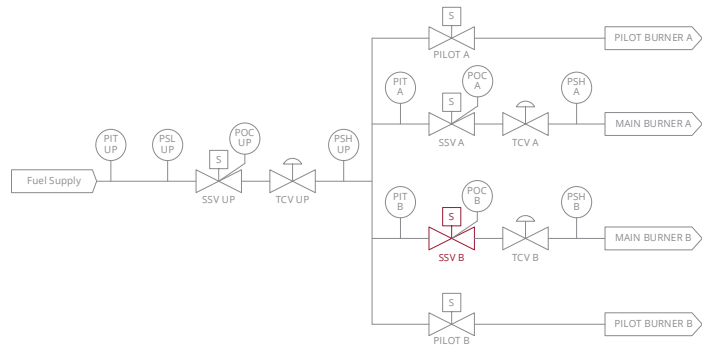 S
PILOT A
PILOT BURNER A
PIT
A
S
POC
A
SSV A
TCV A
PSH
A
MAIN BURNER A
Fuel Supply
PIT
UP
PSL
UP
S
POC
UP
SSV UP
TCV UP
PSH
UP
PIT
B
S
POC
B
SSV B
TCV B
PSH
B
MAIN BURNER B
S
PILOT B
PILOT BURNER B